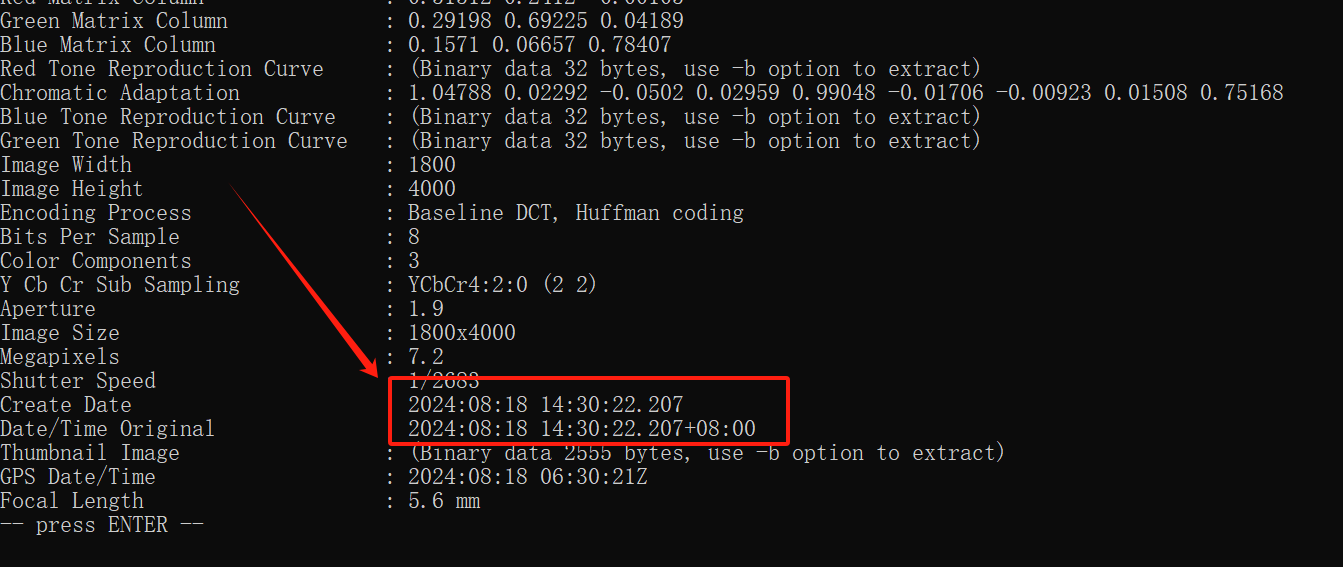 Green Matrix Column : 0.29198 0.69225 0.04189
Blue Matrix Column : 0.1571 0.06657 0.78407
Red Tone Reproduction Curve : (Binary data 32 bytes, use -b option to extract)
Chromatic Adaptation : 1.04788 0.02292 -0.0502 0.02959 0.99048 -0.01706 -0.00923 0.01508 0.75168
Blue Tone Reproduction Curve : (Binary data 32 bytes, use -b option to extract)
Green Tone Reproduction Curve : (Binary data 32 bytes, use -b option to extract)
Image Width : 1800
Image Height : 4000
Encoding Process : Baseline DCT, Huffman coding
Bits Per Sample : 8
Color Components : 3
Y Cb Cr Sub Sampling : YCbCr4:2:0 (2 2)
Aperture : 1.9
Image Size : 1800x4000
Megapixels : 7.2
Shutter Speed : 1/2683
Create Date 2024:08:18 14:30:22.207
Date/Time Original 2024:08:18 14:30:22.207+08:00
Thumbnail Image : (Binary data 2555 bytes, use -b option to extract)
GPS Date/Time : 2024:08:18 06:30:21Z
Focal Length : 5.6 mm
-- press ENTER --